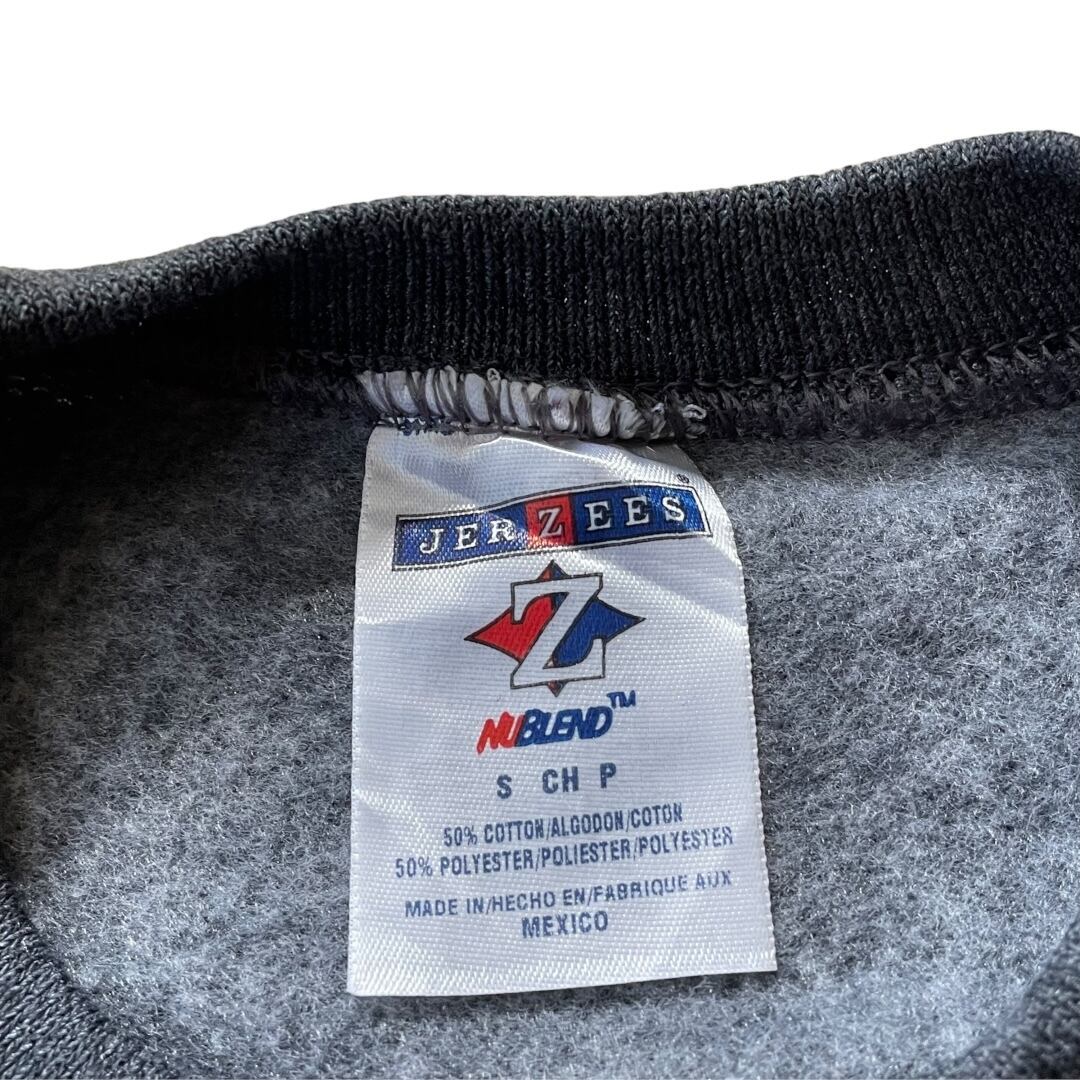 JERZEES®
Z
NUBLEND™
S CH P
50% COTTON/ALGODON/COTON
50% POLYESTER/POLIESTER/POLYESTER
MADE IN/HECHO EN/FABRIQUE AUX
MEXICO